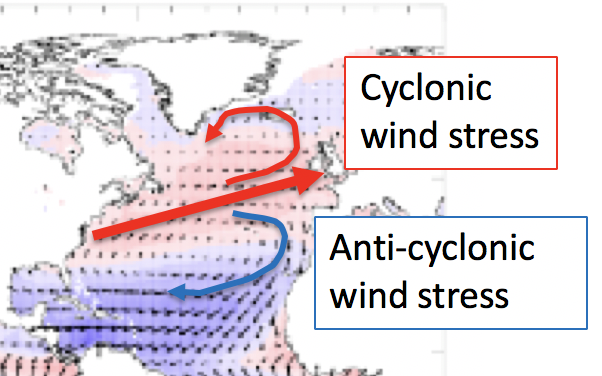 Cyclonic
wind stress
Anti-cyclonic
wind stress